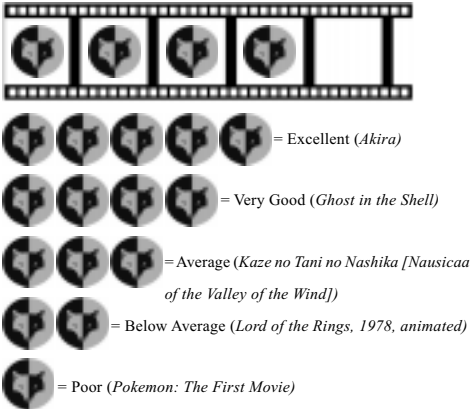 = Excellent (Akira)
= Very Good (Ghost in the Shell)
= Average (Kaze no Tani no Nashika [Nausicaa
of the Valley of the Wind])
= Below Average (Lord of the Rings, 1978, animated)
= Poor (Pokemon: The First Movie)